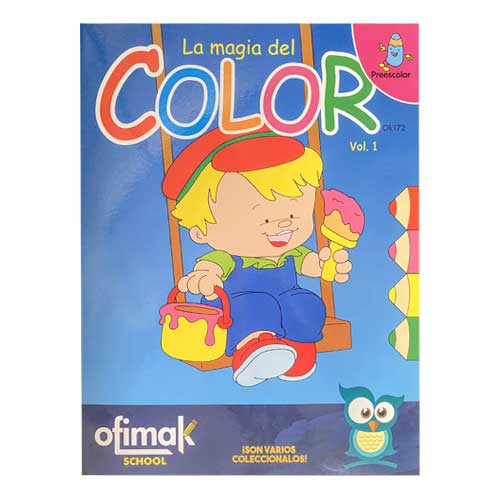 La magia del
COLOR
Preescolar
OK172
Vol. 1
ofimak
SCHOOL
¡SON VARIOS
COLECCIONALOS!